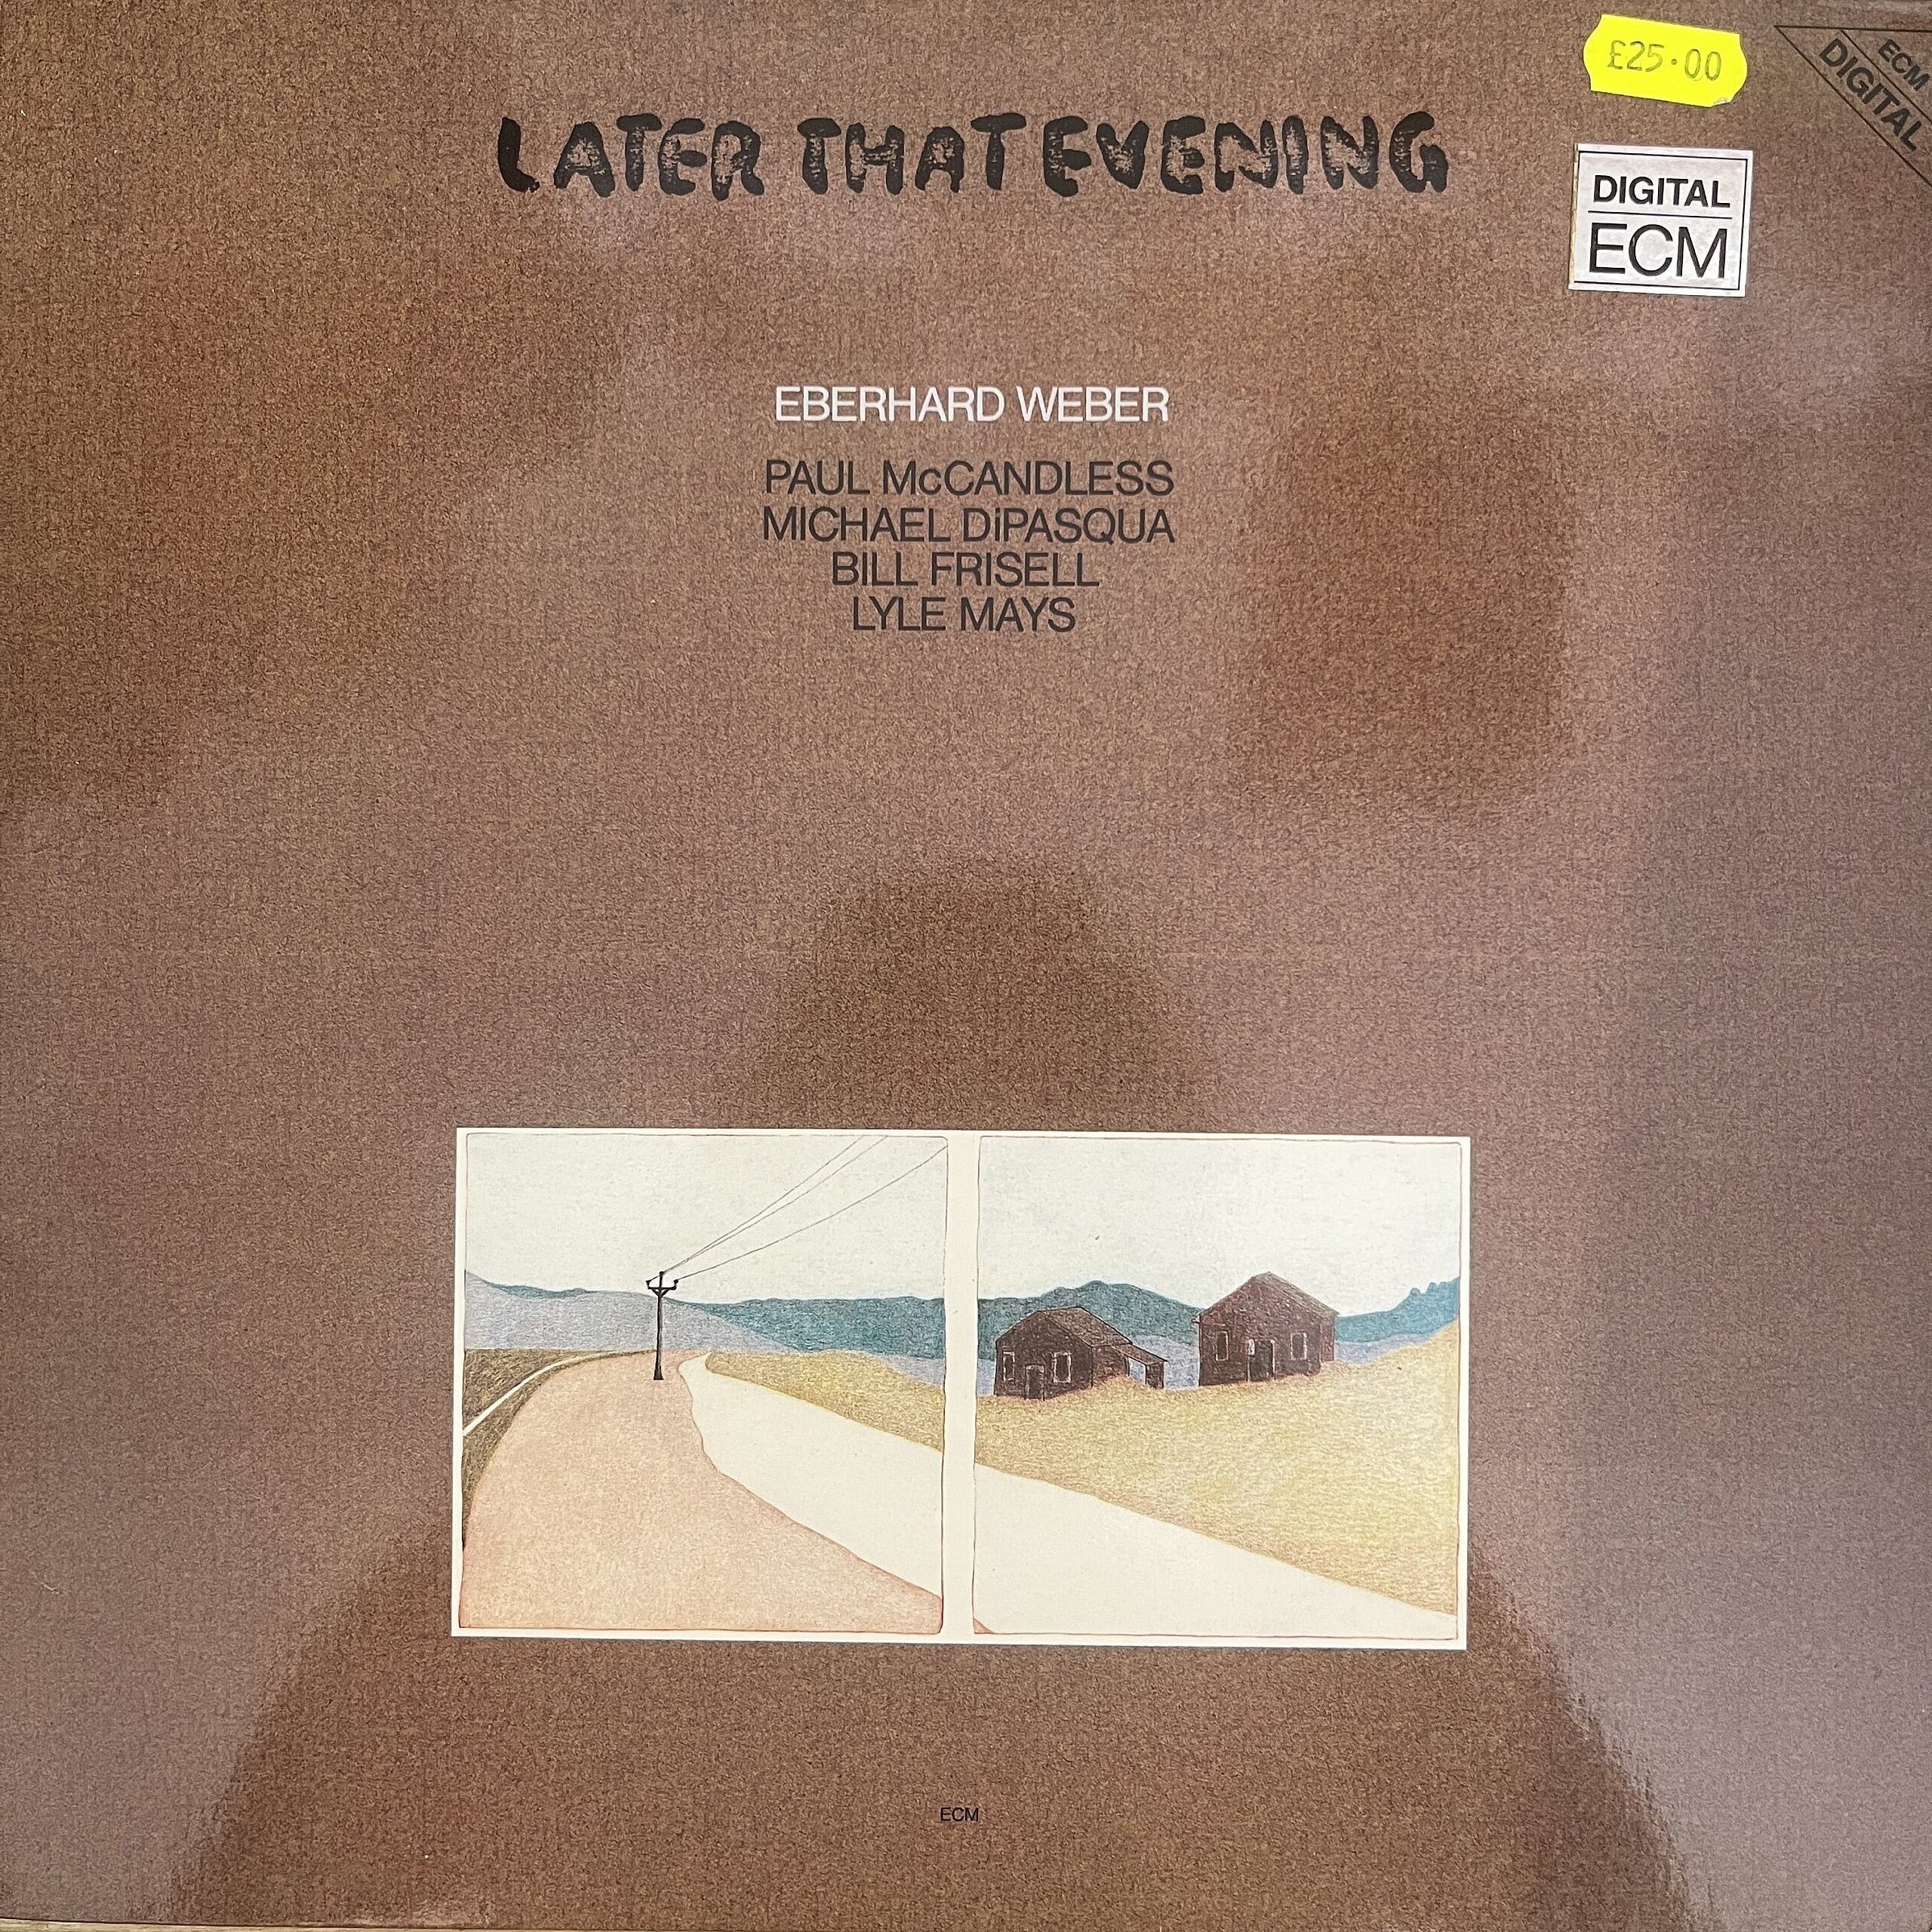 £25·00
ECM
DIGITAL
LATER THAT EVENING
DIGITAL
ECM
EBERHARD WEBER
PAUL McCANDLESS
MICHAEL DiPASQUA
BILL FRISELL
LYLE MAYS
ECM